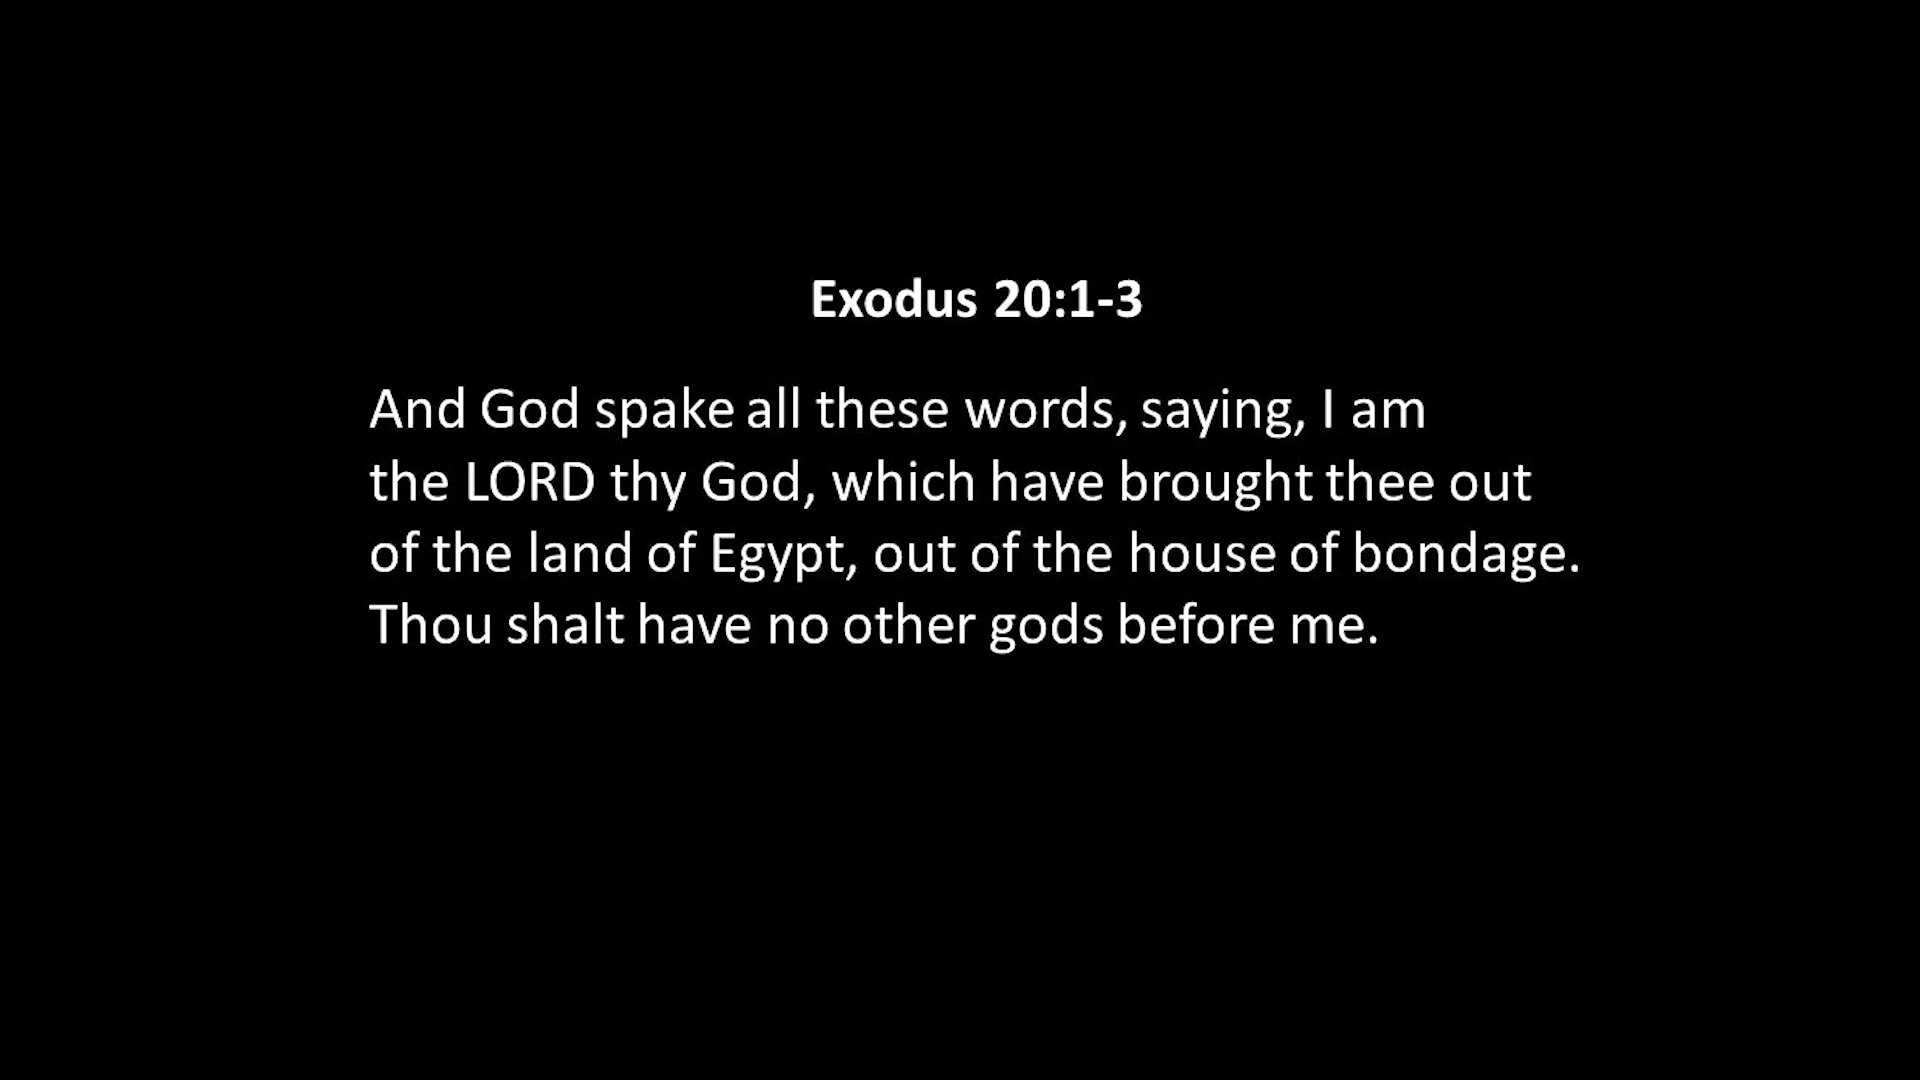 Exodus 20:1-3
And God spake all these words, saying, I am
the LORD thy God, which have brought thee out
of the land of Egypt, out of the house of bondage.
Thou shalt have no other gods before me.